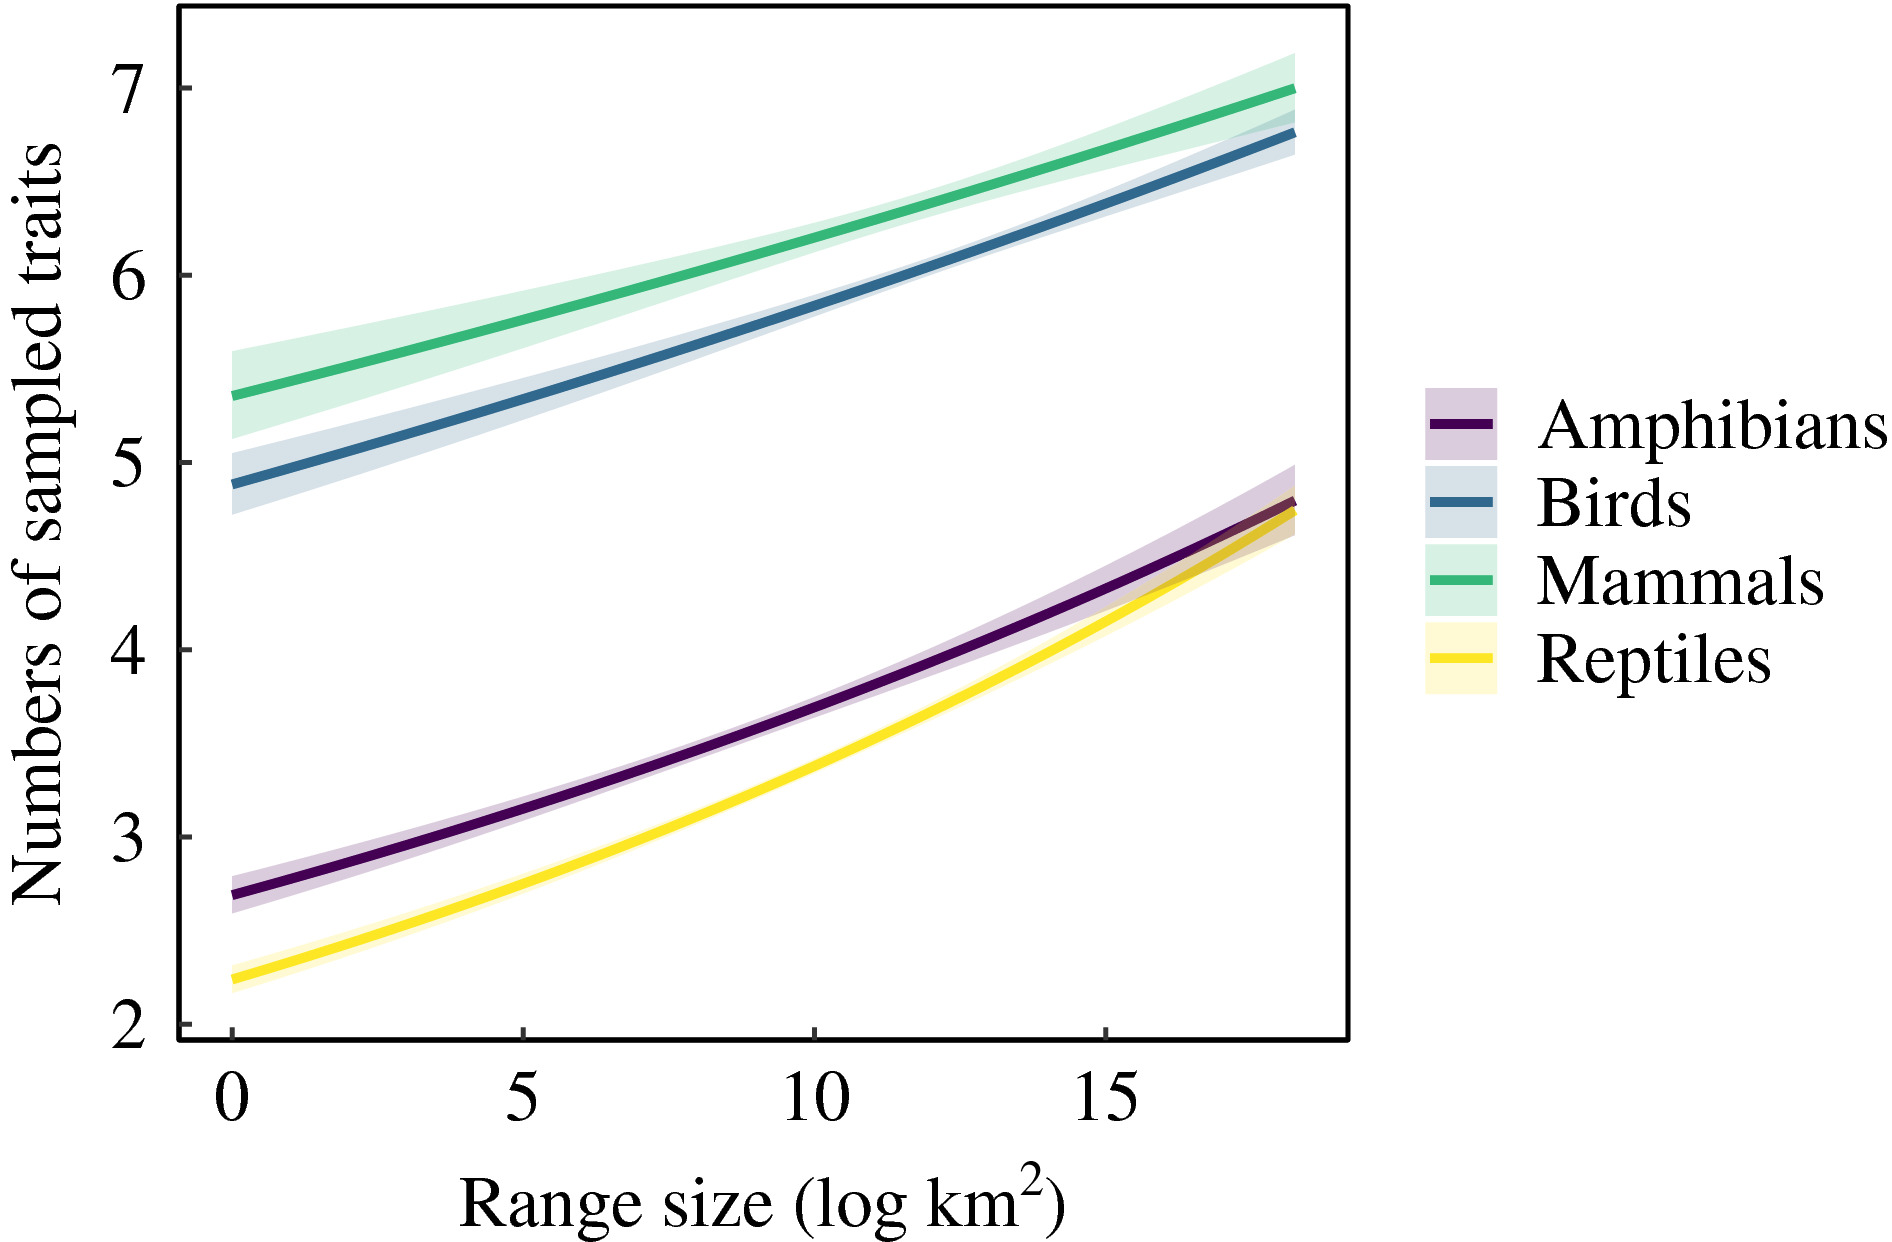 Numbers of sampled traits
7
6
5
4
3
2
0 5 10 15
Range size (log km²)
Amphibians
Birds
Mammals
Reptiles